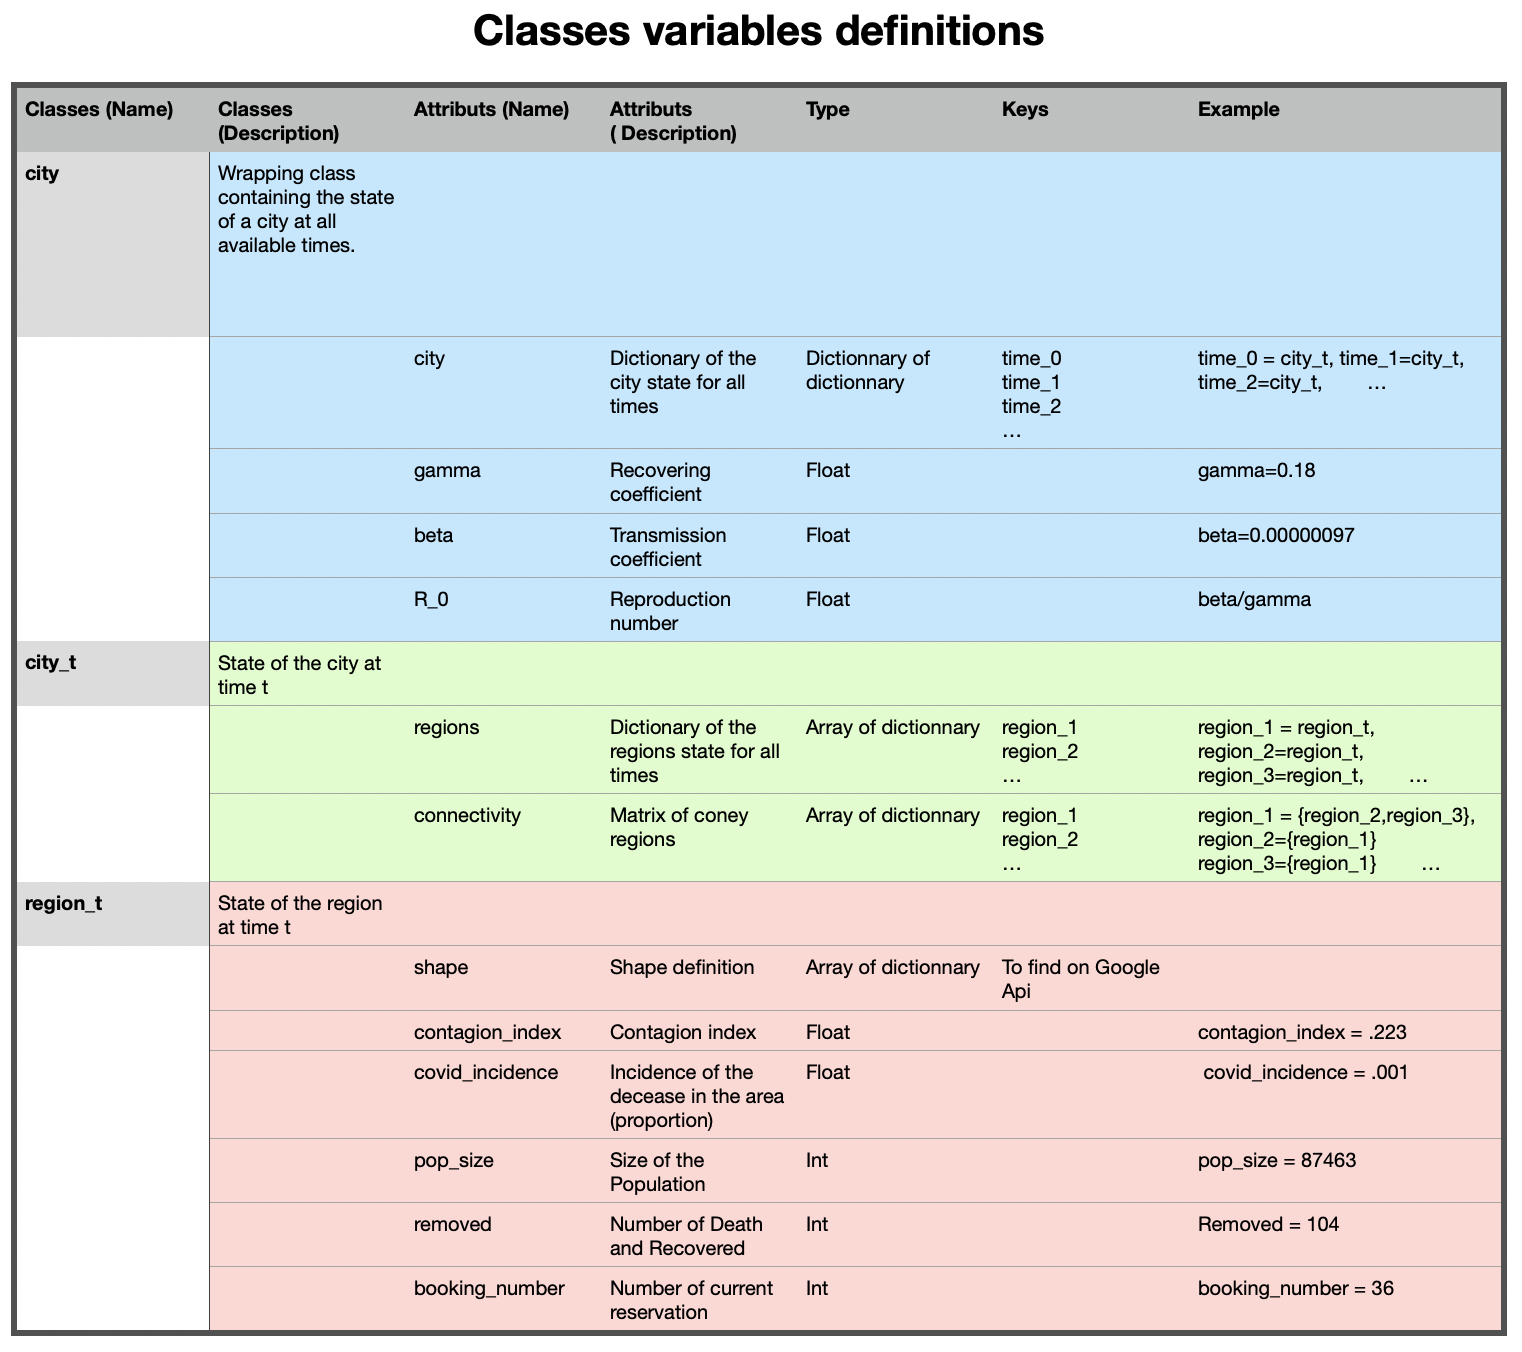 Classes variables definitions
Classes (Name)
Classes
(Description)
Attributs (Name)
Attributs
( Description)
Type
Keys
Example
city
Wrapping class
containing the state
of a city at all
available times.
city
Dictionary of the
city state for all
times
Dictionnary of
dictionnary
time_0
time_1
time_2
...
time_0 = city_t, time_1=city_t,
time_2=city_t, ...
gamma
Recovering
coefficient
Float
gamma=0.18
beta
Transmission
coefficient
Float
beta=0.00000097
R_0
Reproduction
number
Float
beta/gamma
city_t
State of the city at
time t
regions
Dictionary of the
regions state for all
times
Array of dictionnary
region_1
region_2
...
region_1 = region_t,
region_2=region_t,
region_3=region_t, ...
connectivity
Matrix of coney
regions
Array of dictionnary
region_1
region_2
...
region_1 = {region_2,region_3},
region_2={region_1}
region_3={region_1} ...
region_t
State of the region
at time t
shape
Shape definition
Array of dictionnary
To find on Google
Api
contagion_index
Contagion index
Float
contagion_index = .223
covid_incidence
Incidence of the
decease in the area
(proportion)
Float
covid_incidence = .001
pop_size
Size of the
Population
Int
pop_size = 87463
removed
Number of Death
and Recovered
Int
Removed = 104
booking_number
Number of current
reservation
Int
booking_number = 36